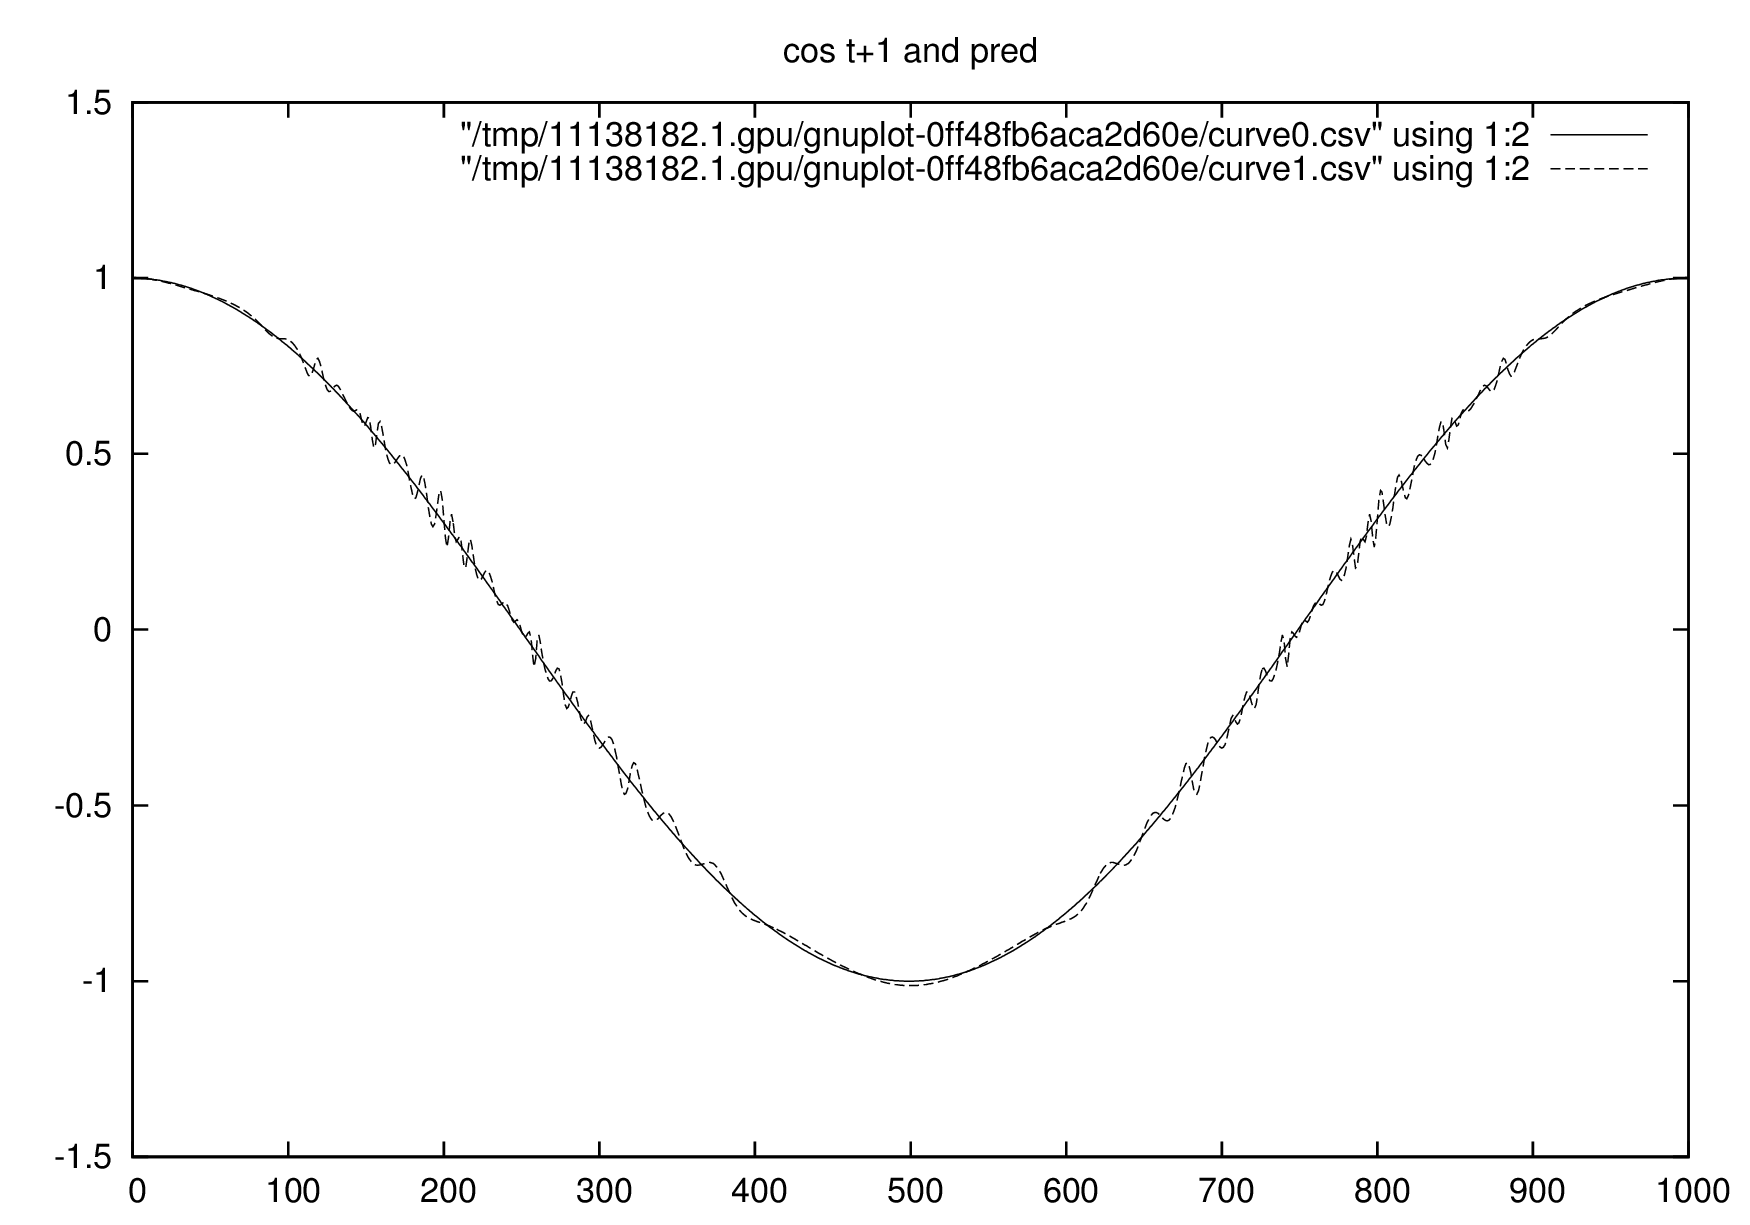 cos t+1 and pred
1.5
"/tmp/11138182.1.gpu/gnuplot-0ff48fb6aca2d60e/curve0.csv" using 1:2
"/tmp/11138182.1.gpu/gnuplot-0ff48fb6aca2d60e/curve1.csv" using 1:2
1
0.5
0
-0.5
-1
-1.5
0 100 200 300 400 500 600 700 800 900 1000